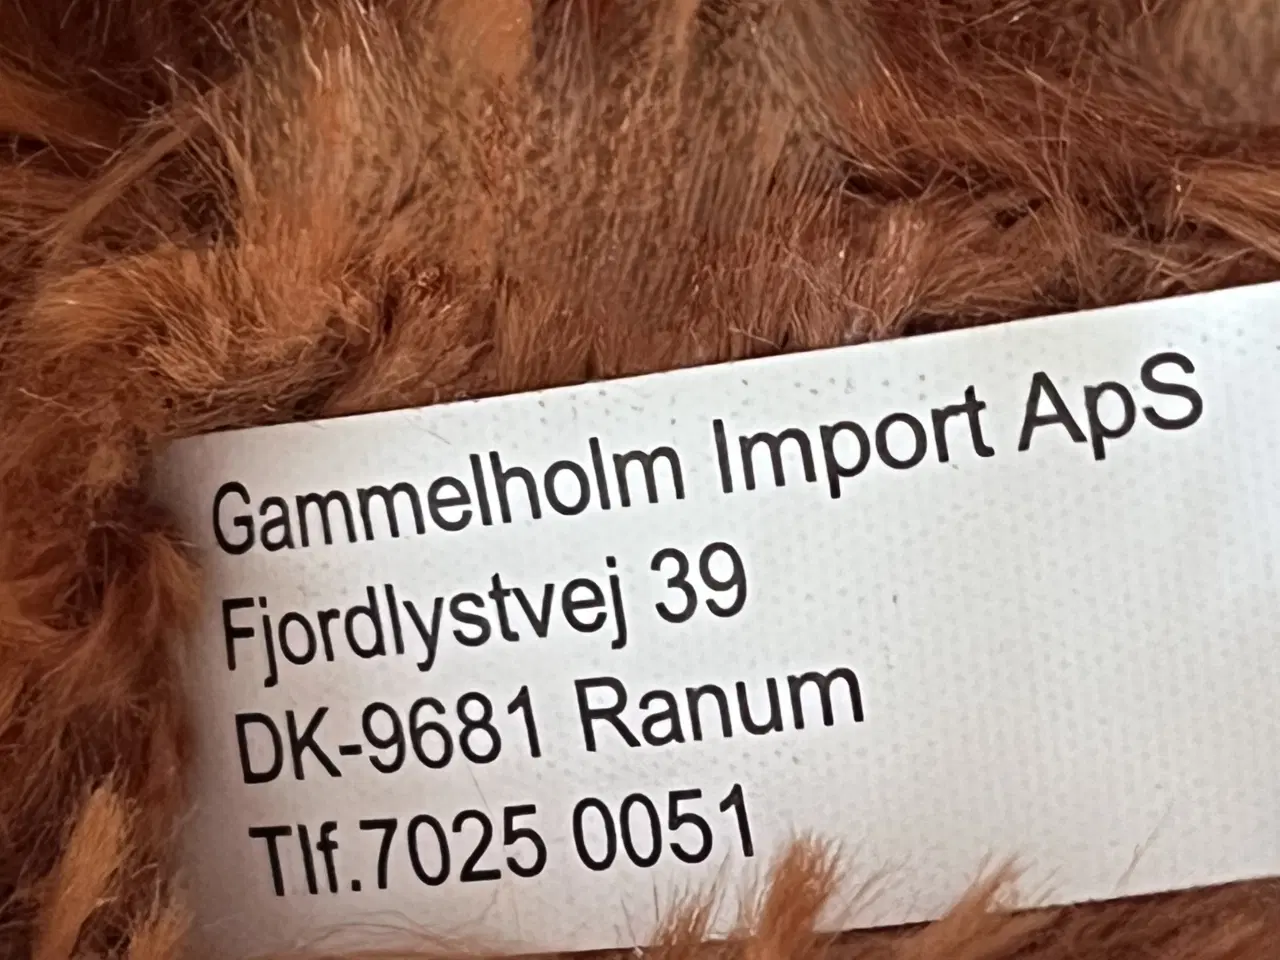 Gammelholm Import ApS
Fjordlystvej 39
DK-9681 Ranum
Tlf.7025 0051